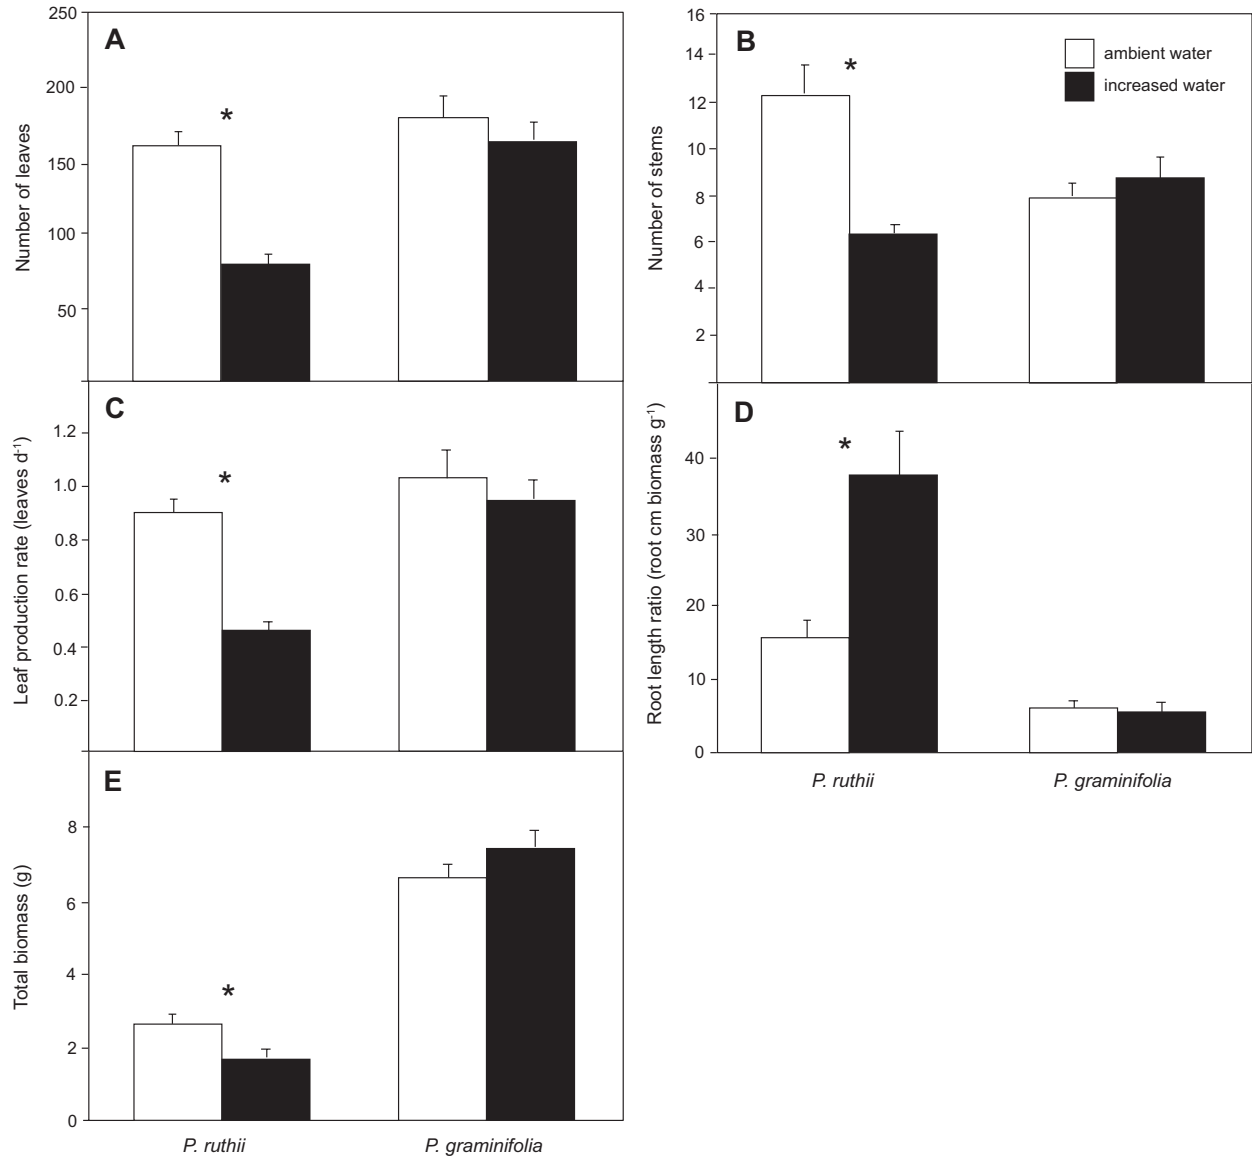 A
Number of leaves
250
200
150
100
50
*
B
Number of stems
16
14
12
10
8
6
4
2
*
ambient water
increased water
C
Leaf production rate (leaves d-1)
1.2
1.0
0.8
0.6
0.4
0.2
*
D
Root length ratio (root cm biomass g-1)
40
30
20
10
0
*
P. ruthii P. graminifolia
E
Total biomass (g)
8
6
4
2
0
*
P. ruthii P. graminifolia